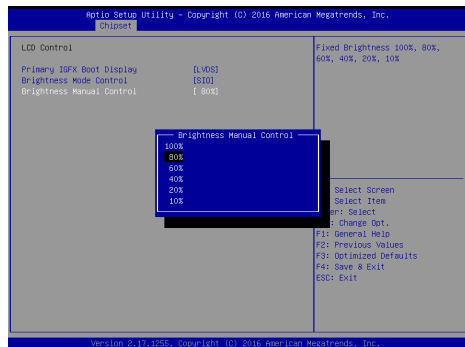 Aptio Setup Utility - Copyright (C) 2016 American Megatrends, Inc.
Chipset
LCD Control
Primary IGFX Boot Display [LVDS]
Brightness Mode Control [SIO]
Brightness Manual Control [ 80%]
Fixed Brightness 100%, 80%,
60%, 40%, 20%, 10%
Brightness Manual Control
100%
80%
60%
40%
20%
10%
Select Screen
Select Item
er: Select
: Change Opt.
F1: General Help
F2: Previous Values
F3: Optimized Defaults
F4: Save & Exit
ESC: Exit
Version 2.17.1255. Copyright (C) 2016 American Megatrends, Inc.